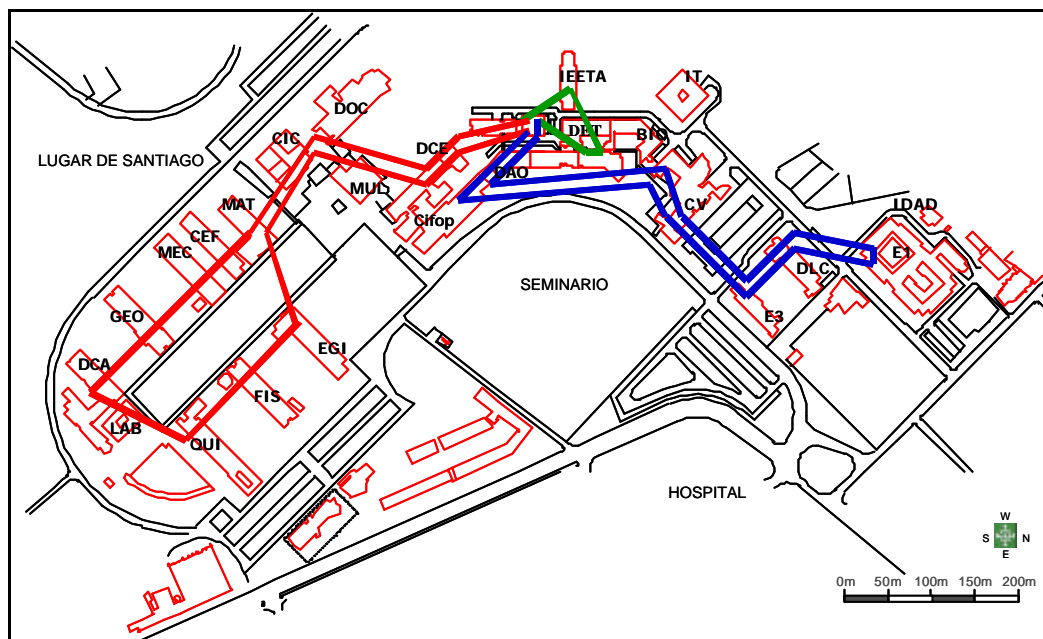 IEETA
IT
DOC
CIC
DCE
DET
BIO
LUGAR DE SANTIAGO
MUL
DAO
MAT
Cifop
CV
IDAD
CEF
MEC
E1
DLC
SEMINARIO
GEO
E3
EGI
DCA
FIS
LAB
QUI
HOSPITAL
W
S N
E
0m 50m 100m 150m 200m